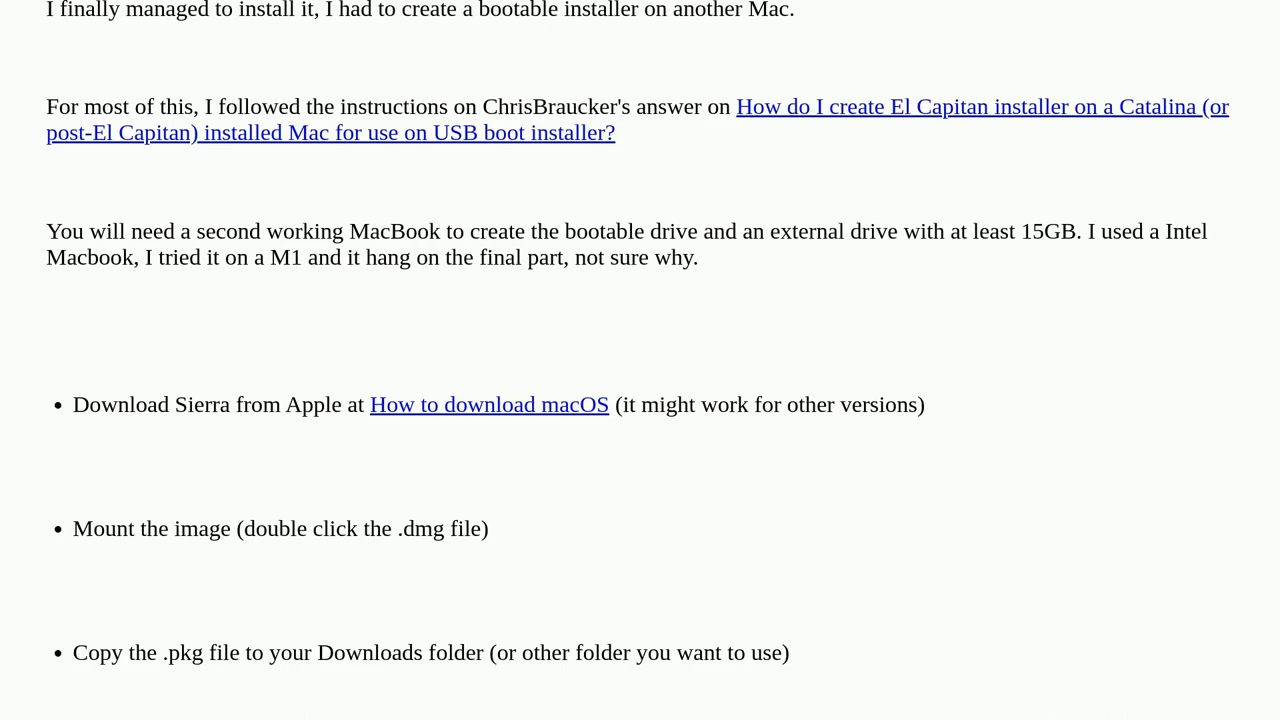 I finally managed to install it, I had to create a bootable installer on another Mac.
For most of this, I followed the instructions on ChrisBraucker's answer on How do I create El Capitan installer on a Catalina (or
post-El Capitan) installed Mac for use on USB boot installer?
You will need a second working MacBook to create the bootable drive and an external drive with at least 15GB. I used a Intel
Macbook, I tried it on a M1 and it hang on the final part, not sure why.
• Download Sierra from Apple at How to download macOS (it might work for other versions)
• Mount the image (double click the .dmg file)
• Copy the .pkg file to your Downloads folder (or other folder you want to use)